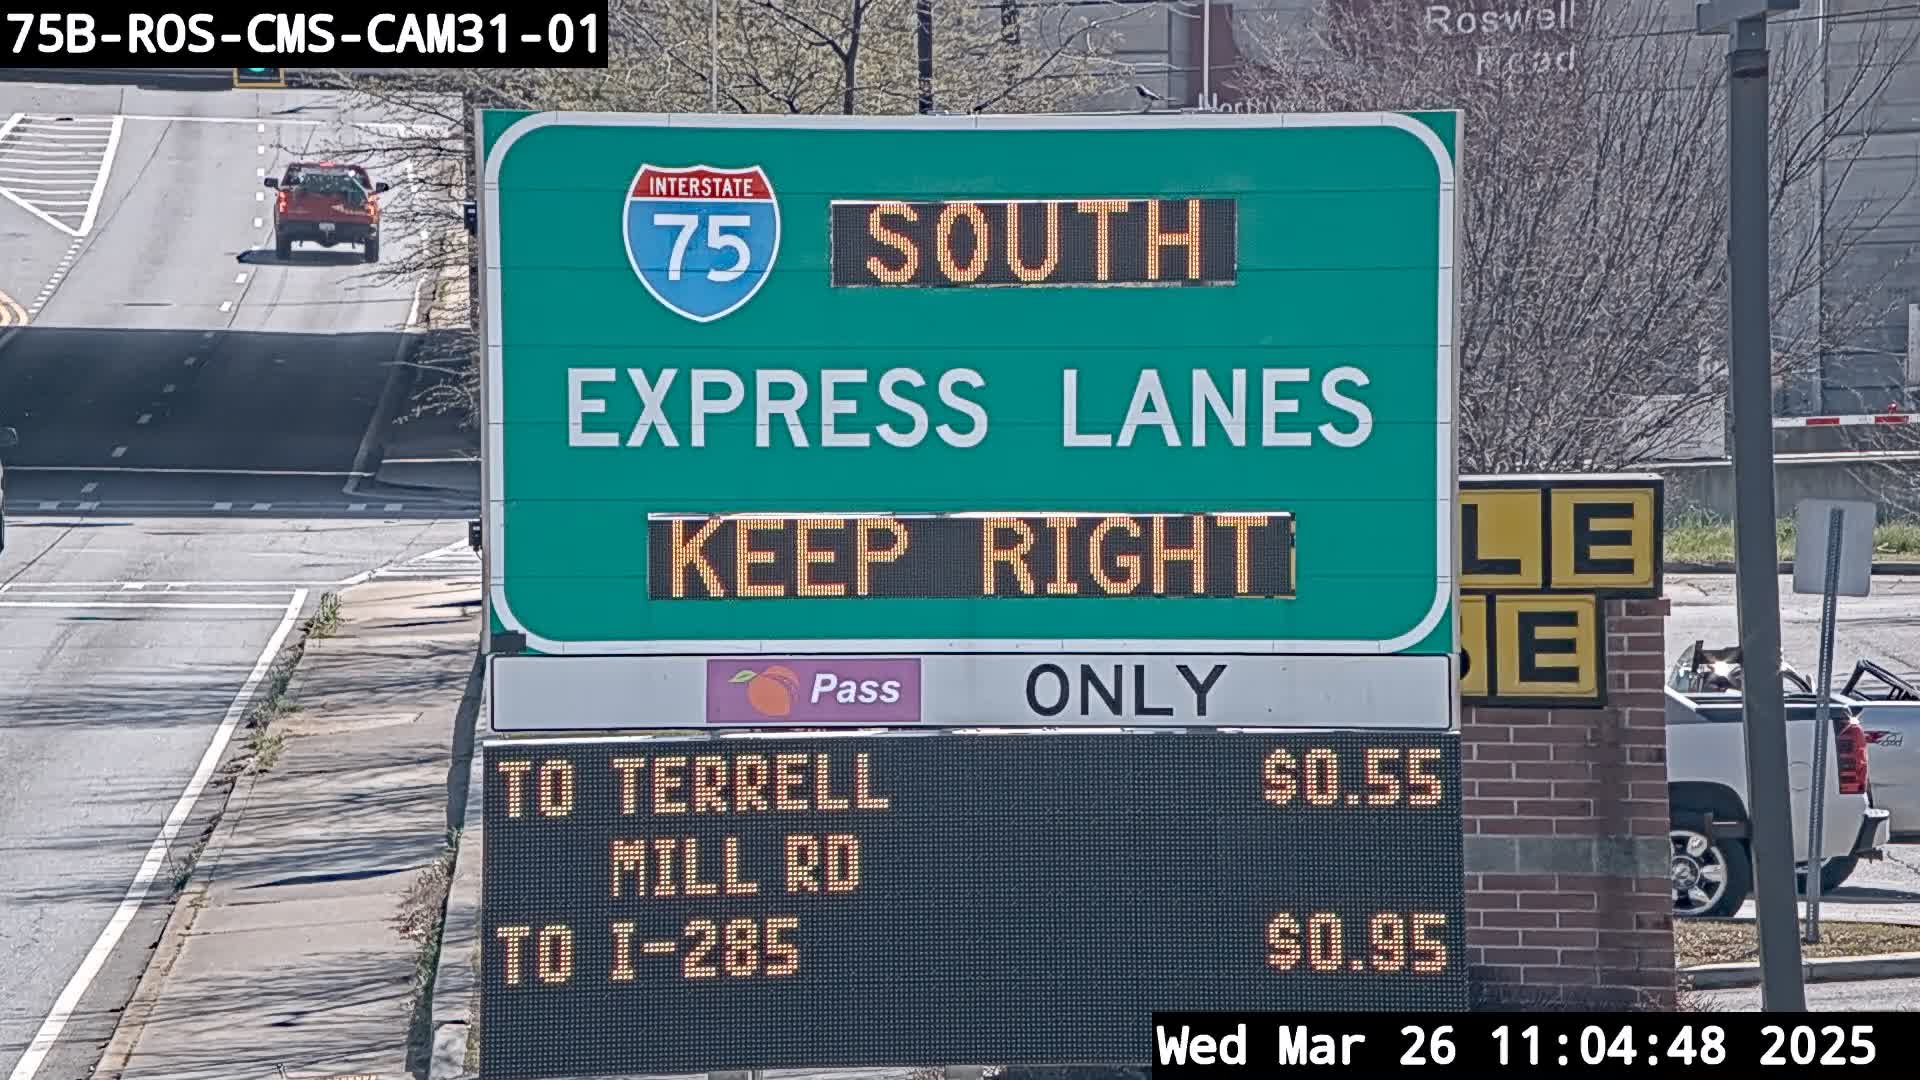 75B-ROS-CMS-CAM31-01
Roswell
Road
North
INTERSTATE
75
SOUTH
EXPRESS LANES
KEEP RIGHT
Pass ONLY
TO TERRELL $0.55
MILL RD
TO I-285 $0.95
LE
E
Wed Mar 26 11:04:48 2025